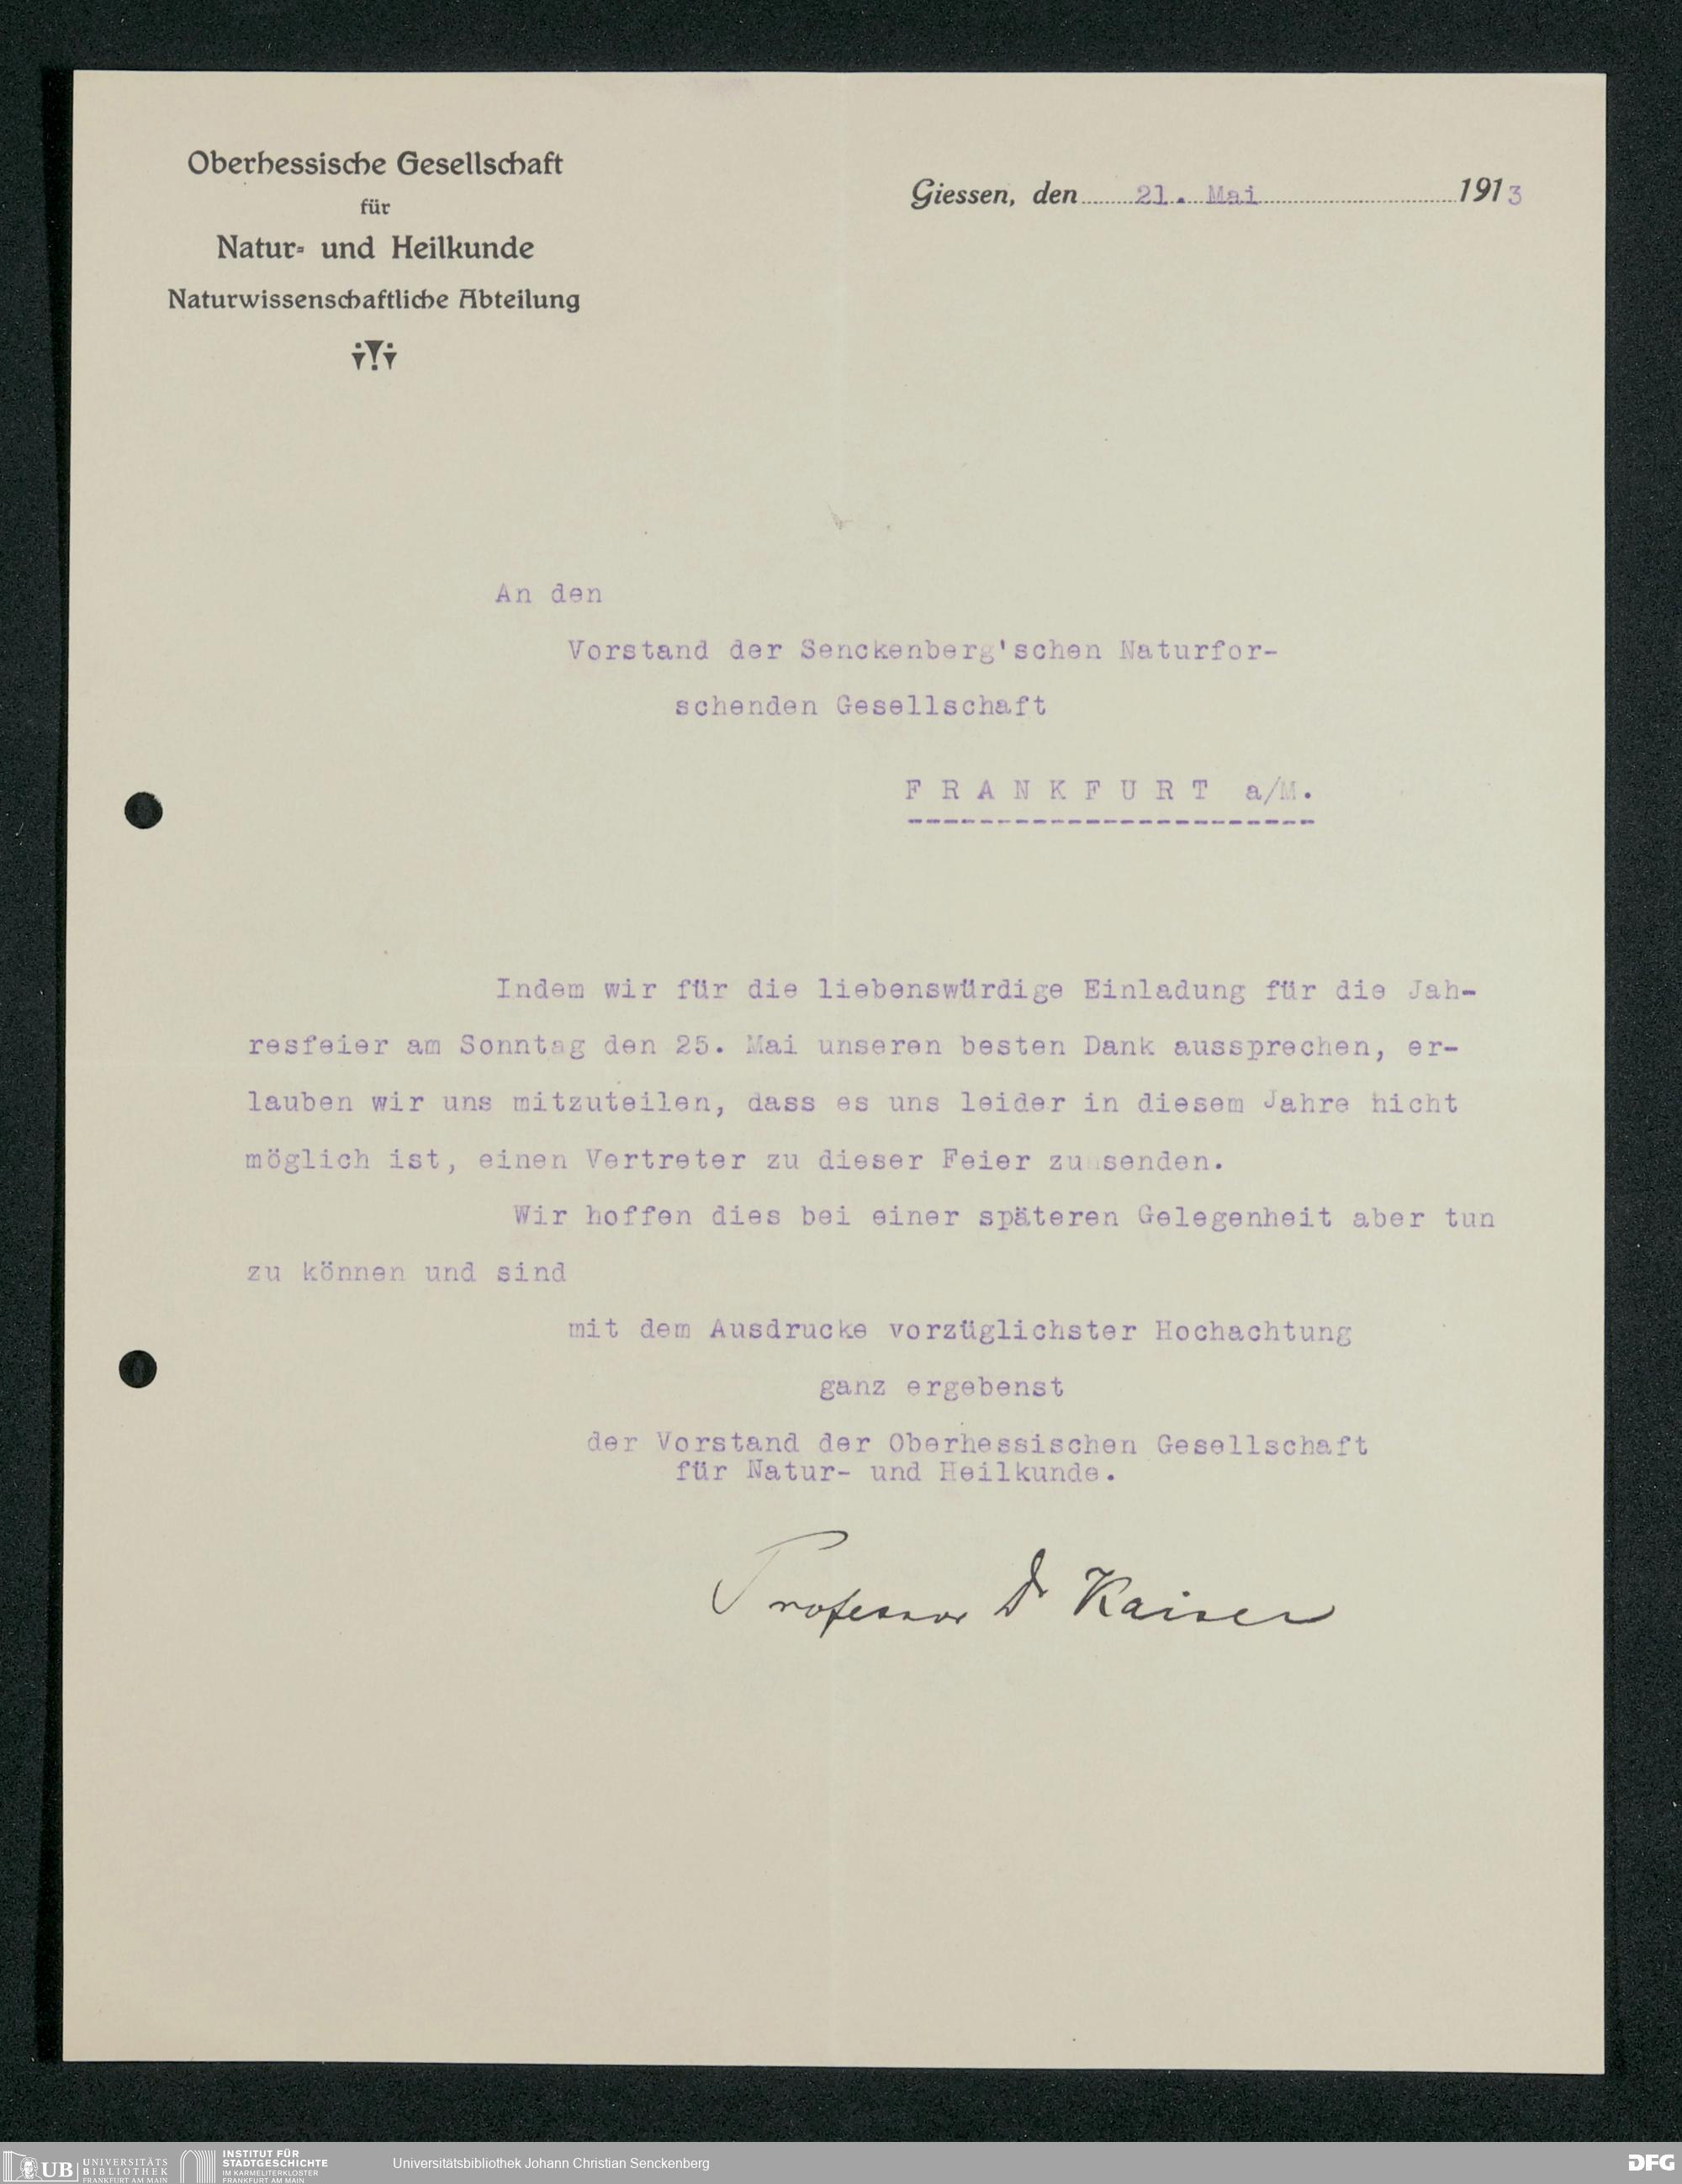 Oberhessische Gesellschaft
für
Natur- und Heilkunde
Naturwissenschaftliche Abteilung
Giessen, den 21. Mai 1913
An den
Vorstand der Senckenberg'schen Naturfor-
schenden Gesellschaft
F R A N K F U R T a/M.
Indem wir für die liebenswürdige Einladung für die Jah-
resfeier am Sonntag den 25. Mai unseren besten Dank aussprechen, er-
lauben wir uns mitzuteilen, dass es uns leider in diesem Jahre hicht
möglich ist, einen Vertreter zu dieser Feier zu senden.
Wir hoffen dies bei einer späteren Gelegenheit aber tun
zu können und sind
mit dem Ausdrucke vorzüglichster Hochachtung
ganz ergebenst
der Vorstand der Oberhessischen Gesellschaft
für Natur- und Heilkunde.
Professor Dr Kaiser
UB UNIVERSITÄTS
BIBLIOTHEK
FRANKFURT AM MAIN
INSTITUT FÜR
STADTGESCHICHTE
IM KARMELITERKLOSTER
FRANKFURT AM MAIN
Universitätsbibliothek Johann Christian Senckenberg
DFG